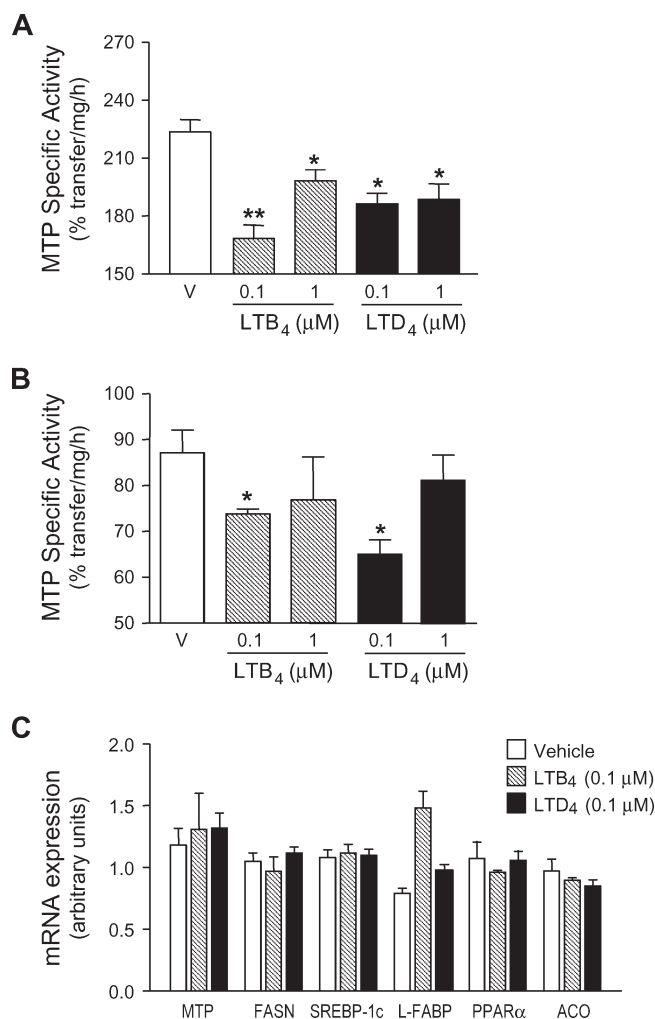 A
MTP Specific Activity
(% transfer/mg/h)
270
240
210
180
150
**
*
*
*
V
0.1
1
0.1
1
LTB4 (μM)
LTD4 (μM)
B
MTP Specific Activity
(% transfer/mg/h)
100
90
80
70
60
50
*
*
V
0.1
1
0.1
1
LTB4 (μM)
LTD4 (μM)
C
mRNA expression
(arbitrary units)
2.0
1.5
1.0
0.5
0.0
Vehicle
LTB4 (0.1 μM)
LTD4 (0.1 μM)
MTP
FASN
SREBP-1c
L-FABP
PPARα
ACO